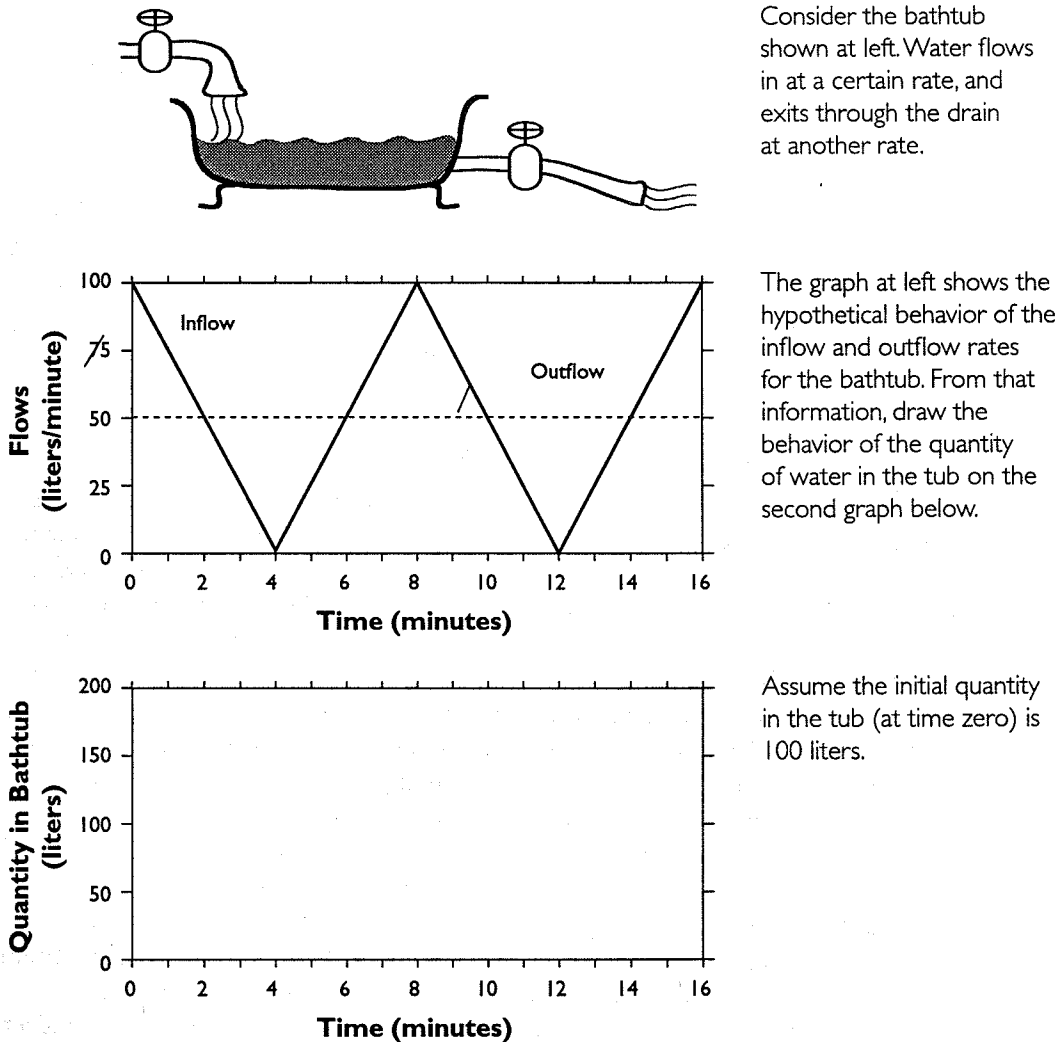 Consider the bathtub
shown at left. Water flows
in at a certain rate, and
exits through the drain
at another rate.
The graph at left shows the
hypothetical behavior of the
inflow and outflow rates
for the bathtub. From that
information, draw the
behavior of the quantity
of water in the tub on the
second graph below.
Flows
(liters/minute)
100
75
50
25
0
Inflow
Outflow
0 2 4 6 8 10 12 14 16
Time (minutes)
Assume the initial quantity
in the tub (at time zero) is
100 liters.
Quantity in Bathtub
(liters)
200
150
100
50
0
0 2 4 6 8 10 12 14 16
Time (minutes)